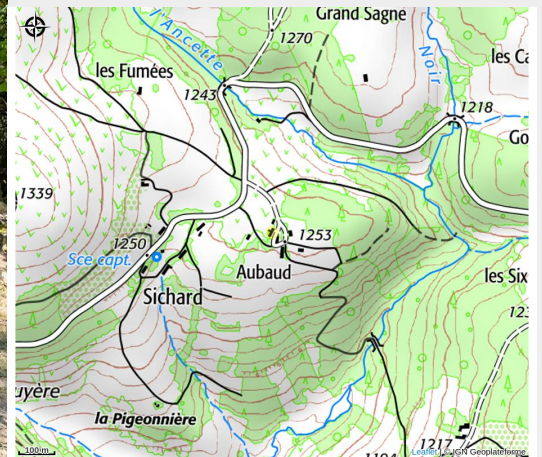 l'Ancette
Grand Sagne
1270
Noir
les Fumées
1243
1218
1339
1250
Sce capt.
1253
Aubaud
Sichard
les Six
la Pigeonnière
1217
100 m
Leaflet | © IGN Geoplateforme